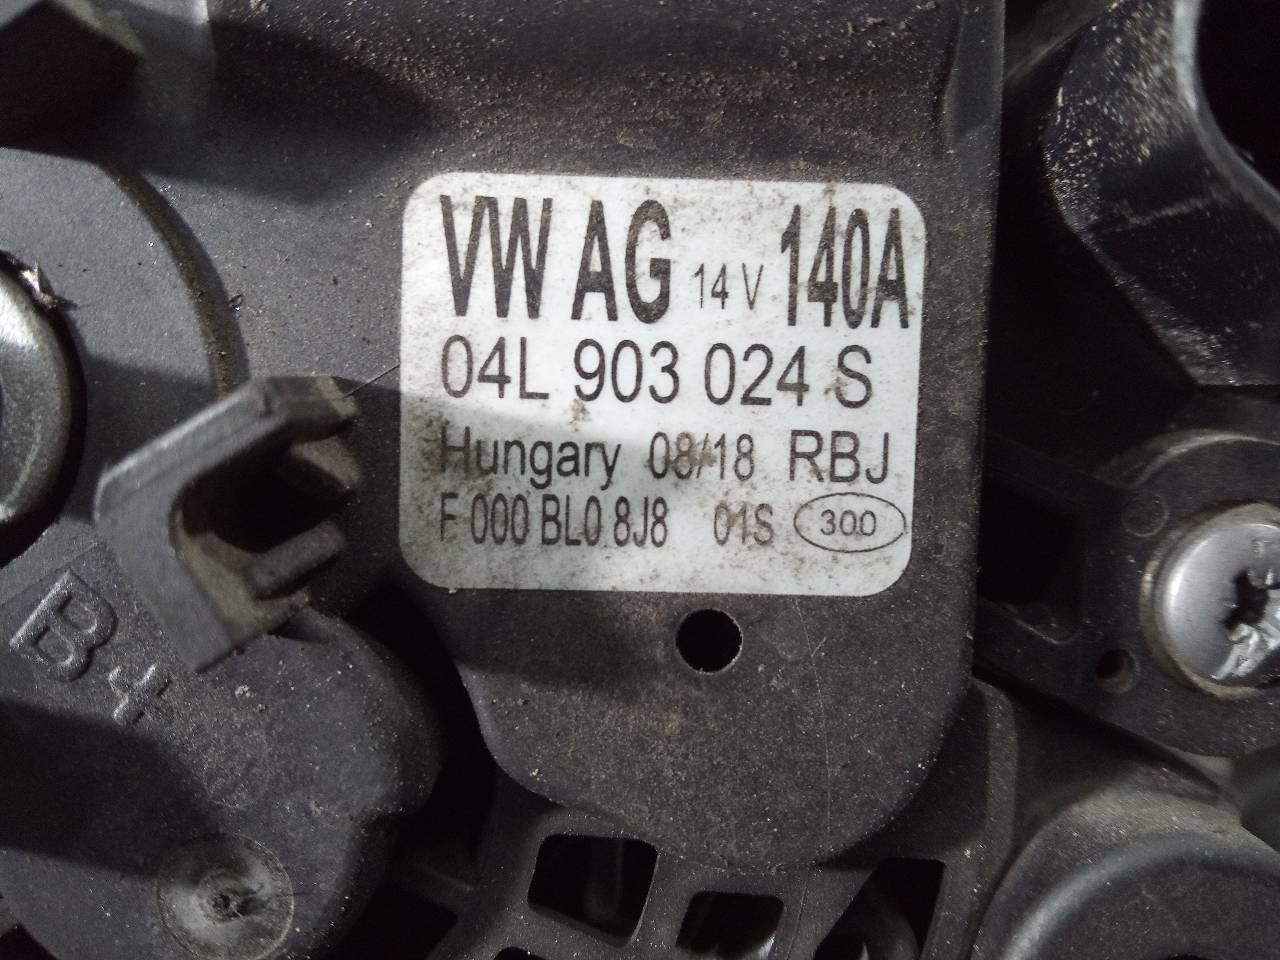 VW AG 14 V 140A
04L 903 024 S
Hungary 08/18 RBJ
F 000 BL0 8J8 01S 300
B+